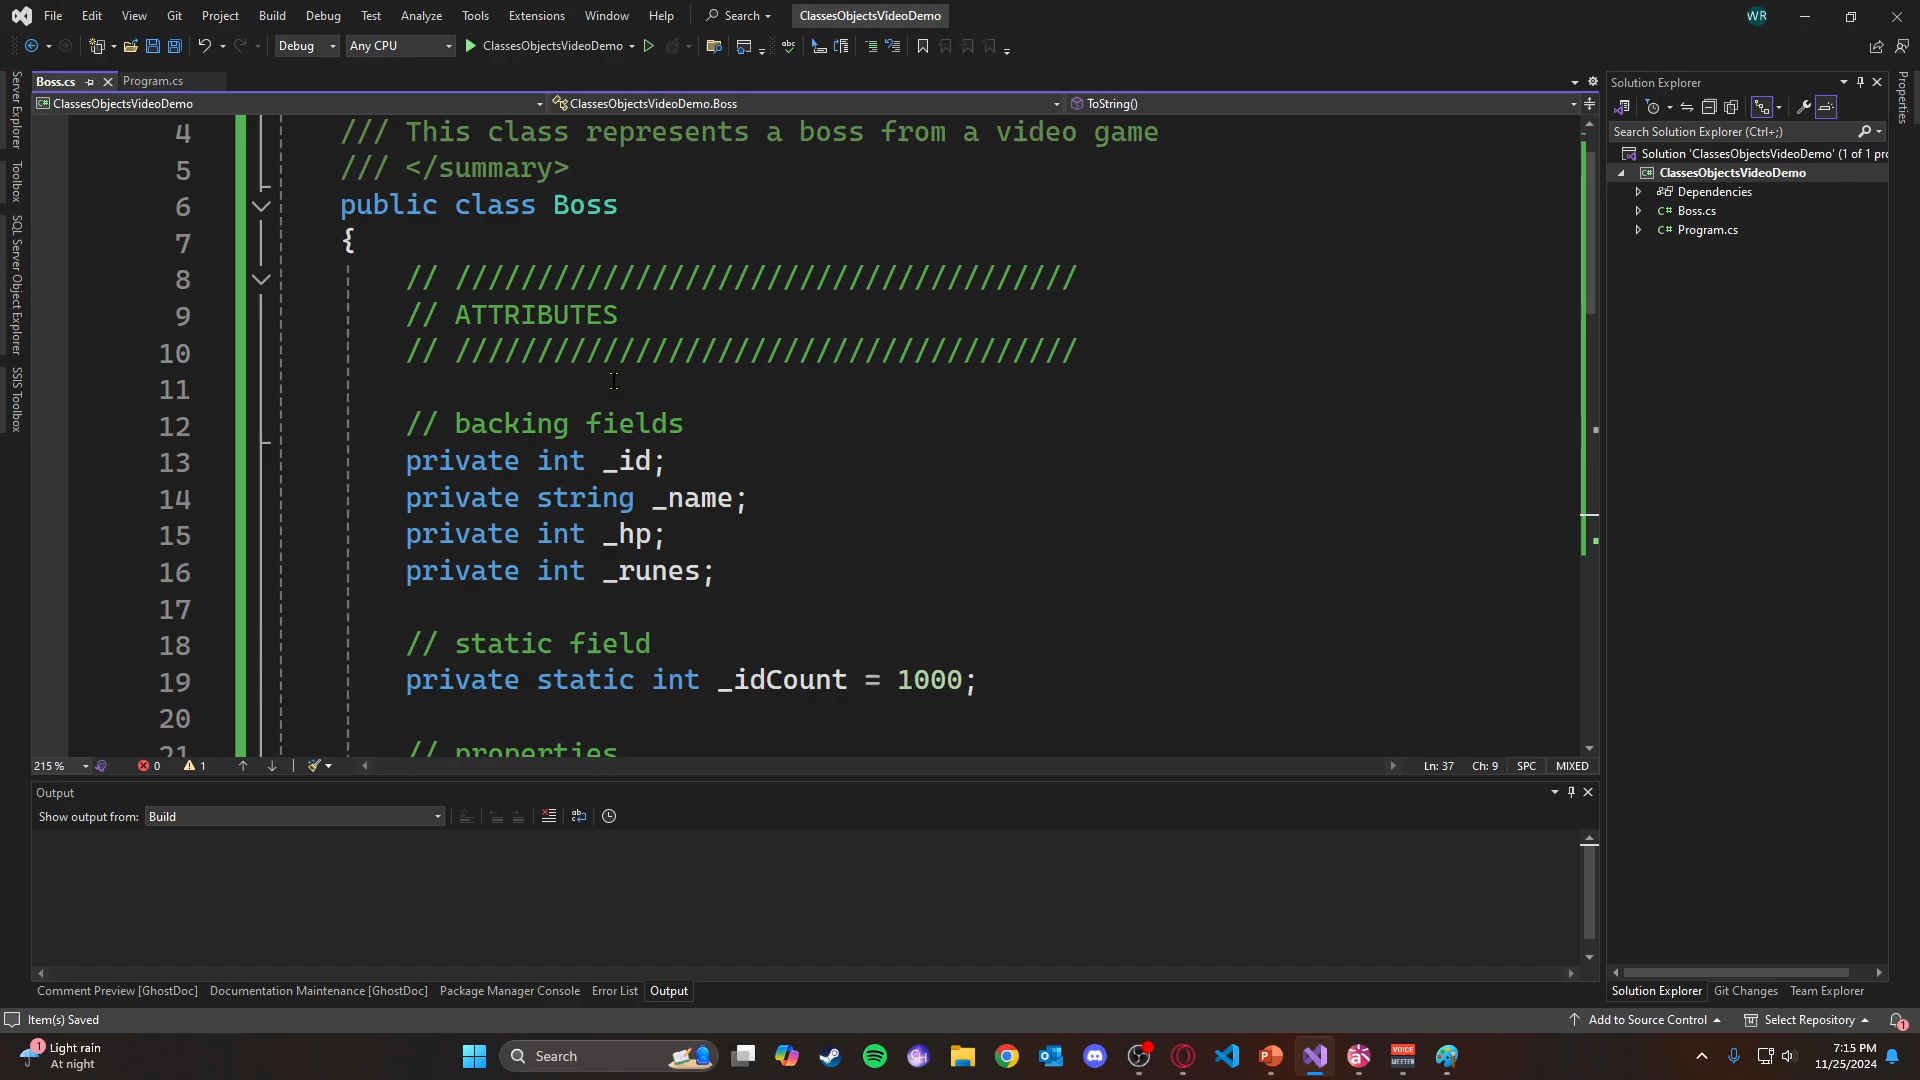 File Edit View Git Project Build Debug Test Analyze Tools Extensions Window Help Search ClassesObjectsVideoDemo WR
Debug Any CPU ClassesObjectsVideoDemo
Boss.cs Program.cs
ClassesObjectsVideoDemo ClassesObjectsVideoDemo.Boss ToString()
Server Explorer
Toolbox
SQL Server Object Explorer
SSIS Toolbox
4 /// This class represents a boss from a video game
5 /// </summary>
6 public class Boss
7 {
8 // //////////////////////////////////////
9 // ATTRIBUTES
10 // //////////////////////////////////////
11
12 // backing fields
13 private int _id;
14 private string _name;
15 private int _hp;
16 private int _runes;
17
18 // static field
19 private static int _idCount = 1000;
20
21 // properties
215 % 0 1 Ln: 37 Ch: 9 SPC MIXED
Output
Show output from: Build
Comment Preview [GhostDoc] Documentation Maintenance [GhostDoc] Package Manager Console Error List Output
Solution Explorer
Search Solution Explorer (Ctrl+;)
Solution 'ClassesObjectsVideoDemo' (1 of 1 pro
ClassesObjectsVideoDemo
Dependencies
C# Boss.cs
C# Program.cs
Solution Explorer Git Changes Team Explorer
Properties
Item(s) Saved Add to Source Control Select Repository 1
1 Light rain
At night
Search
VOICE
MEETER
7:15 PM
11/25/2024